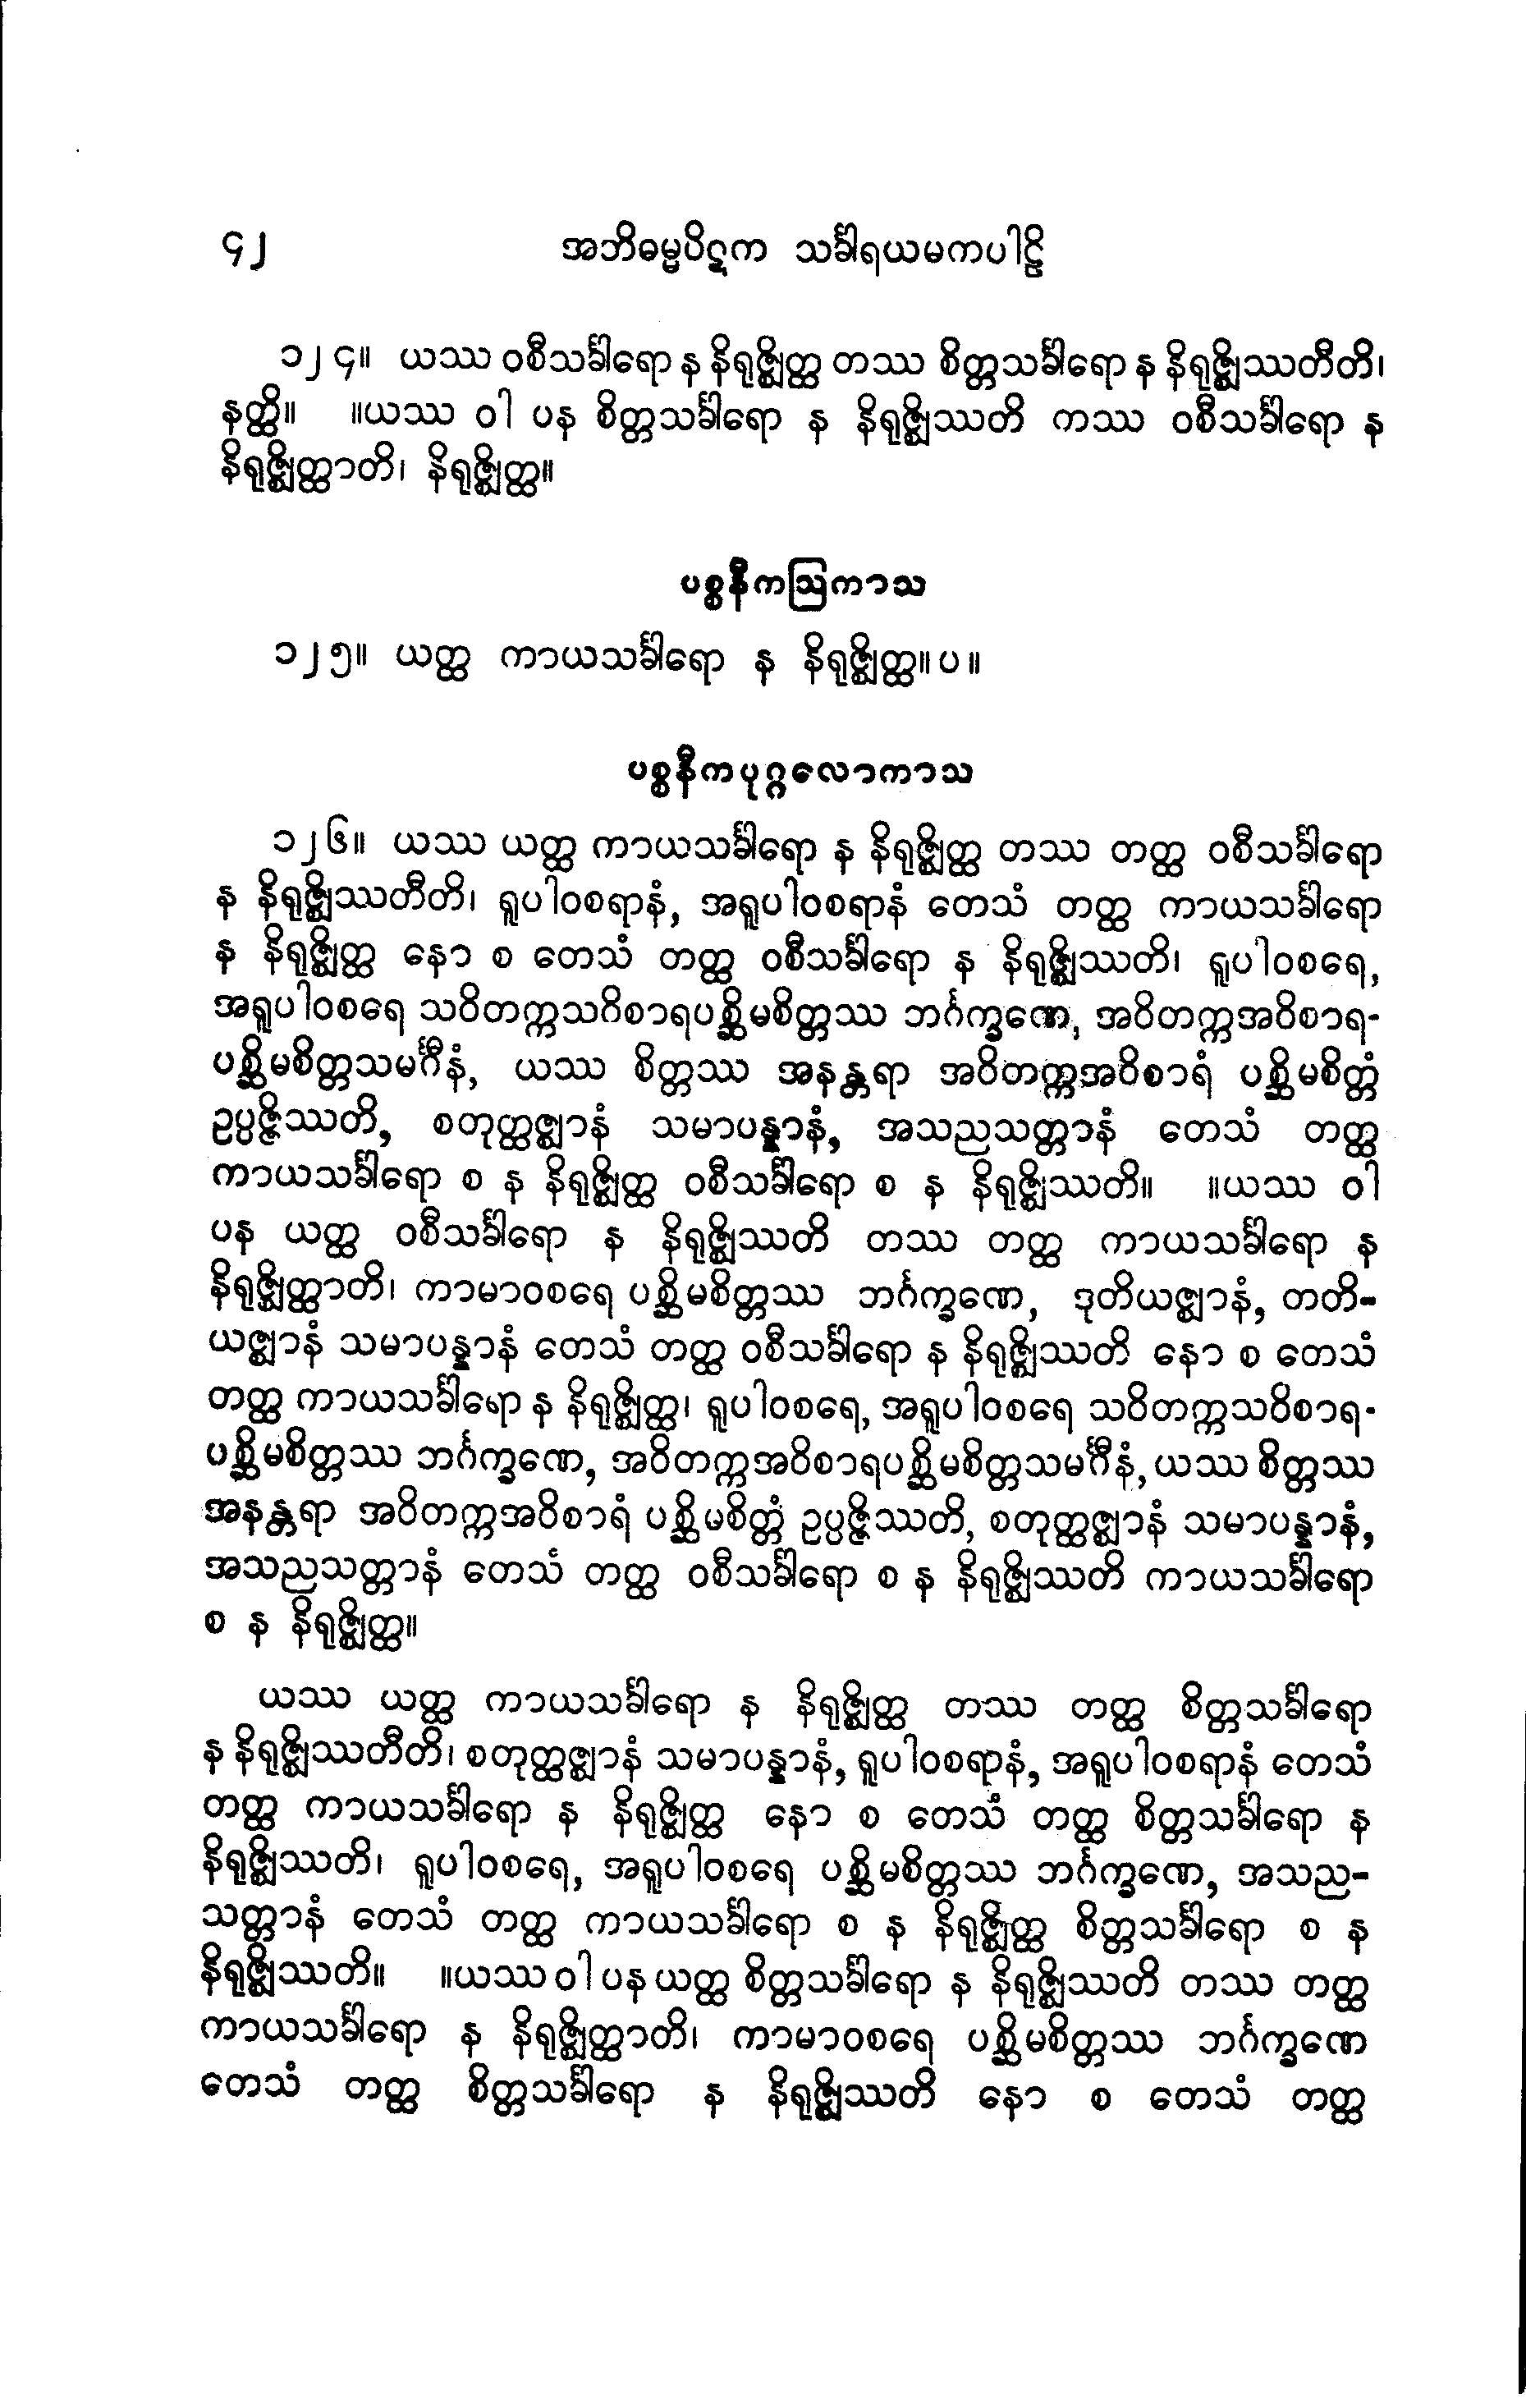 ၄၂ အဘိဓမ္မပိဋက သင်္ခါရယမကပါဠိ
၁၂၄။ ယဿ ဝစီသင်္ခါရော န နိရုဇ္ဈိတ္ထ တဿ စိတ္တသင်္ခါရော န နိရုဇ္ဈိဿတီတိ၊
နတ္ထိ။ ။ယဿ ဝါ ပန စိတ္တသင်္ခါရော န နိရုဇ္ဈိဿတိ ကဿ ဝစီသင်္ခါရော န
နိရုဇ္ဈိတ္ထာတိ၊ နိရုဇ္ဈိတ္ထ။
ပစ္စနီကဩကာသ
၁၂၅။ ယတ္ထ ကာယသင်္ခါရော န နိရုဇ္ဈိတ္ထ။ပ။
ပစ္စနီကပုဂ္ဂလောကာသ
၁၂၆။ ယဿ ယတ္ထ ကာယသင်္ခါရော န နိရုဇ္ဈိတ္ထ တဿ တတ္ထ ဝစီသင်္ခါရော
န နိရုဇ္ဈိဿတီတိ၊ ရူပါဝစရာနံ, အရူပါဝစရာနံ တေသံ တတ္ထ ကာယသင်္ခါရော
န နိရုဇ္ဈိတ္ထ နော စ တေသံ တတ္ထ ဝစီသင်္ခါရော န နိရုဇ္ဈိဿတိ၊ ရူပါဝစရေ,
အရူပါဝစရေ သဝိတက္ကသဝိစာရပစ္ဆိမစိတ္တဿ ဘင်္ဂက္ခဏေ, အဝိတက္ကအဝိစာရ-
ပစ္ဆိမစိတ္တသမင်္ဂီနံ, ယဿ စိတ္တဿ အနန္တရာ အဝိတက္ကအဝိစာရံ ပစ္ဆိမစိတ္တံ
ဥပ္ပဇ္ဇိဿတိ, စတုတ္ထဇ္ဈာနံ သမာပန္နာနံ, အသညသတ္တာနံ တေသံ တတ္ထ
ကာယသင်္ခါရော စ န နိရုဇ္ဈိတ္ထ ဝစီသင်္ခါရော စ န နိရုဇ္ဈိဿတိ။ ။ယဿ ဝါ
ပန ယတ္ထ ဝစီသင်္ခါရော န နိရုဇ္ဈိဿတိ တဿ တတ္ထ ကာယသင်္ခါရော န
နိရုဇ္ဈိတ္ထာတိ၊ ကာမာဝစရေ ပစ္ဆိမစိတ္တဿ ဘင်္ဂက္ခဏေ, ဒုတိယဇ္ဈာနံ, တတိ-
ယဇ္ဈာနံ သမာပန္နာနံ တေသံ တတ္ထ ဝစီသင်္ခါရော န နိရုဇ္ဈိဿတိ နော စ တေသံ
တတ္ထ ကာယသင်္ခါရော န နိရုဇ္ဈိတ္ထ၊ ရူပါဝစရေ, အရူပါဝစရေ သဝိတက္ကသဝိစာရ-
ပစ္ဆိမစိတ္တဿ ဘင်္ဂက္ခဏေ, အဝိတက္ကအဝိစာရပစ္ဆိမစိတ္တသမင်္ဂီနံ, ယဿ စိတ္တဿ
အနန္တရာ အဝိတက္ကအဝိစာရံ ပစ္ဆိမစိတ္တံ ဥပ္ပဇ္ဇိဿတိ, စတုတ္ထဇ္ဈာနံ သမာပန္နာနံ,
အသညသတ္တာနံ တေသံ တတ္ထ ဝစီသင်္ခါရော စ န နိရုဇ္ဈိဿတိ ကာယသင်္ခါရော
စ န နိရုဇ္ဈိတ္ထ။
ယဿ ယတ္ထ ကာယသင်္ခါရော န နိရုဇ္ဈိတ္ထ တဿ တတ္ထ စိတ္တသင်္ခါရော
န နိရုဇ္ဈိဿတီတိ၊ စတုတ္ထဇ္ဈာနံ သမာပန္နာနံ, ရူပါဝစရာနံ, အရူပါဝစရာနံ တေသံ
တတ္ထ ကာယသင်္ခါရော န နိရုဇ္ဈိတ္ထ နော စ တေသံ တတ္ထ စိတ္တသင်္ခါရော န
နိရုဇ္ဈိဿတိ၊ ရူပါဝစရေ, အရူပါဝစရေ ပစ္ဆိမစိတ္တဿ ဘင်္ဂက္ခဏေ, အသည-
သတ္တာနံ တေသံ တတ္ထ ကာယသင်္ခါရော စ န နိရုဇ္ဈိတ္ထ စိတ္တသင်္ခါရော စ န
နိရုဇ္ဈိဿတိ။ ။ယဿ ဝါ ပန ယတ္ထ စိတ္တသင်္ခါရော န နိရုဇ္ဈိဿတိ တဿ တတ္ထ
ကာယသင်္ခါရော န နိရုဇ္ဈိတ္ထာတိ၊ ကာမာဝစရေ ပစ္ဆိမစိတ္တဿ ဘင်္ဂက္ခဏေ
တေသံ တတ္ထ စိတ္တသင်္ခါရော န နိရုဇ္ဈိဿတိ နော စ တေသံ တတ္ထ